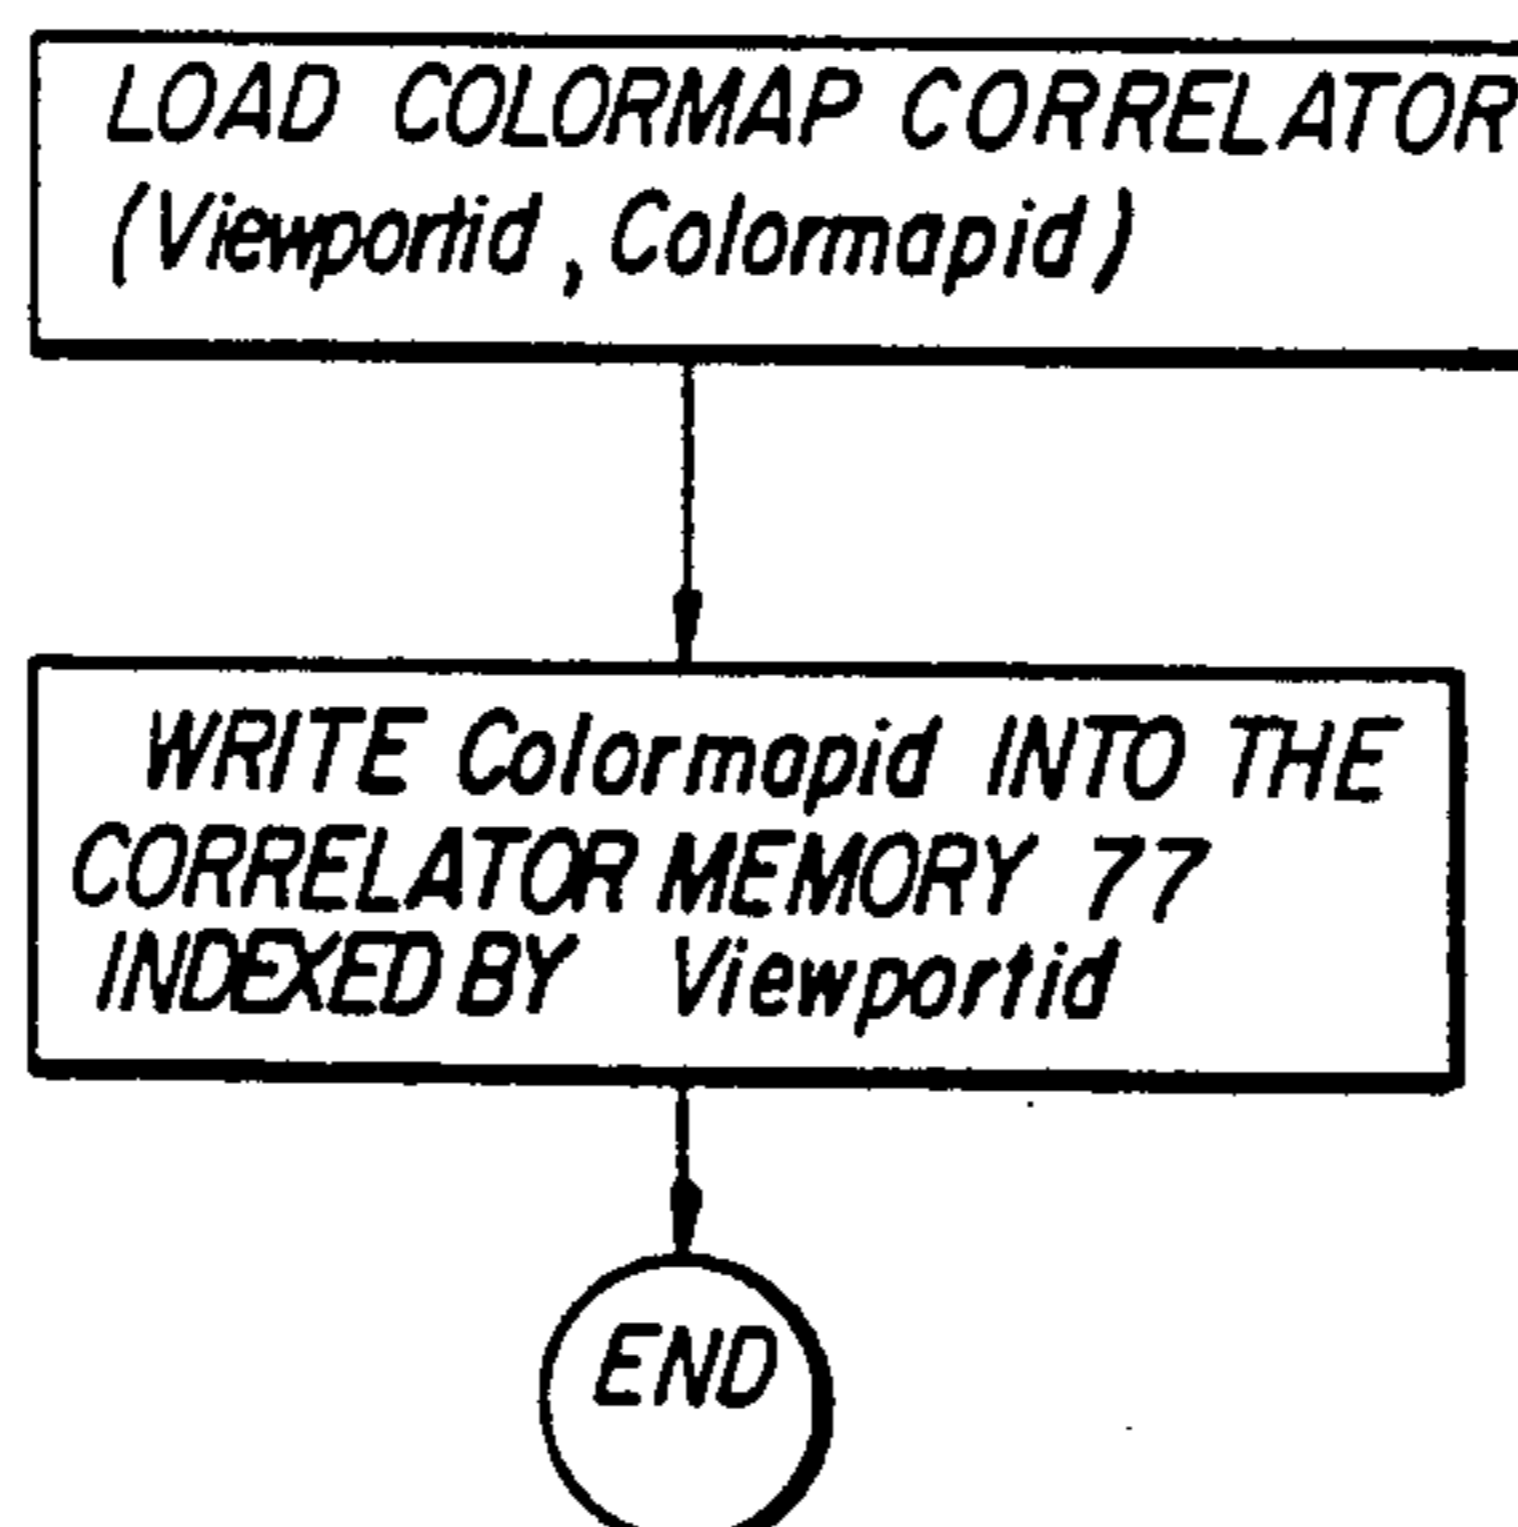 LOAD COLORMAP CORRELATOR
(Viewportid, Colormapid)
WRITE Colormapid INTO THE
CORRELATOR MEMORY 77
INDEXED BY Viewportid
END